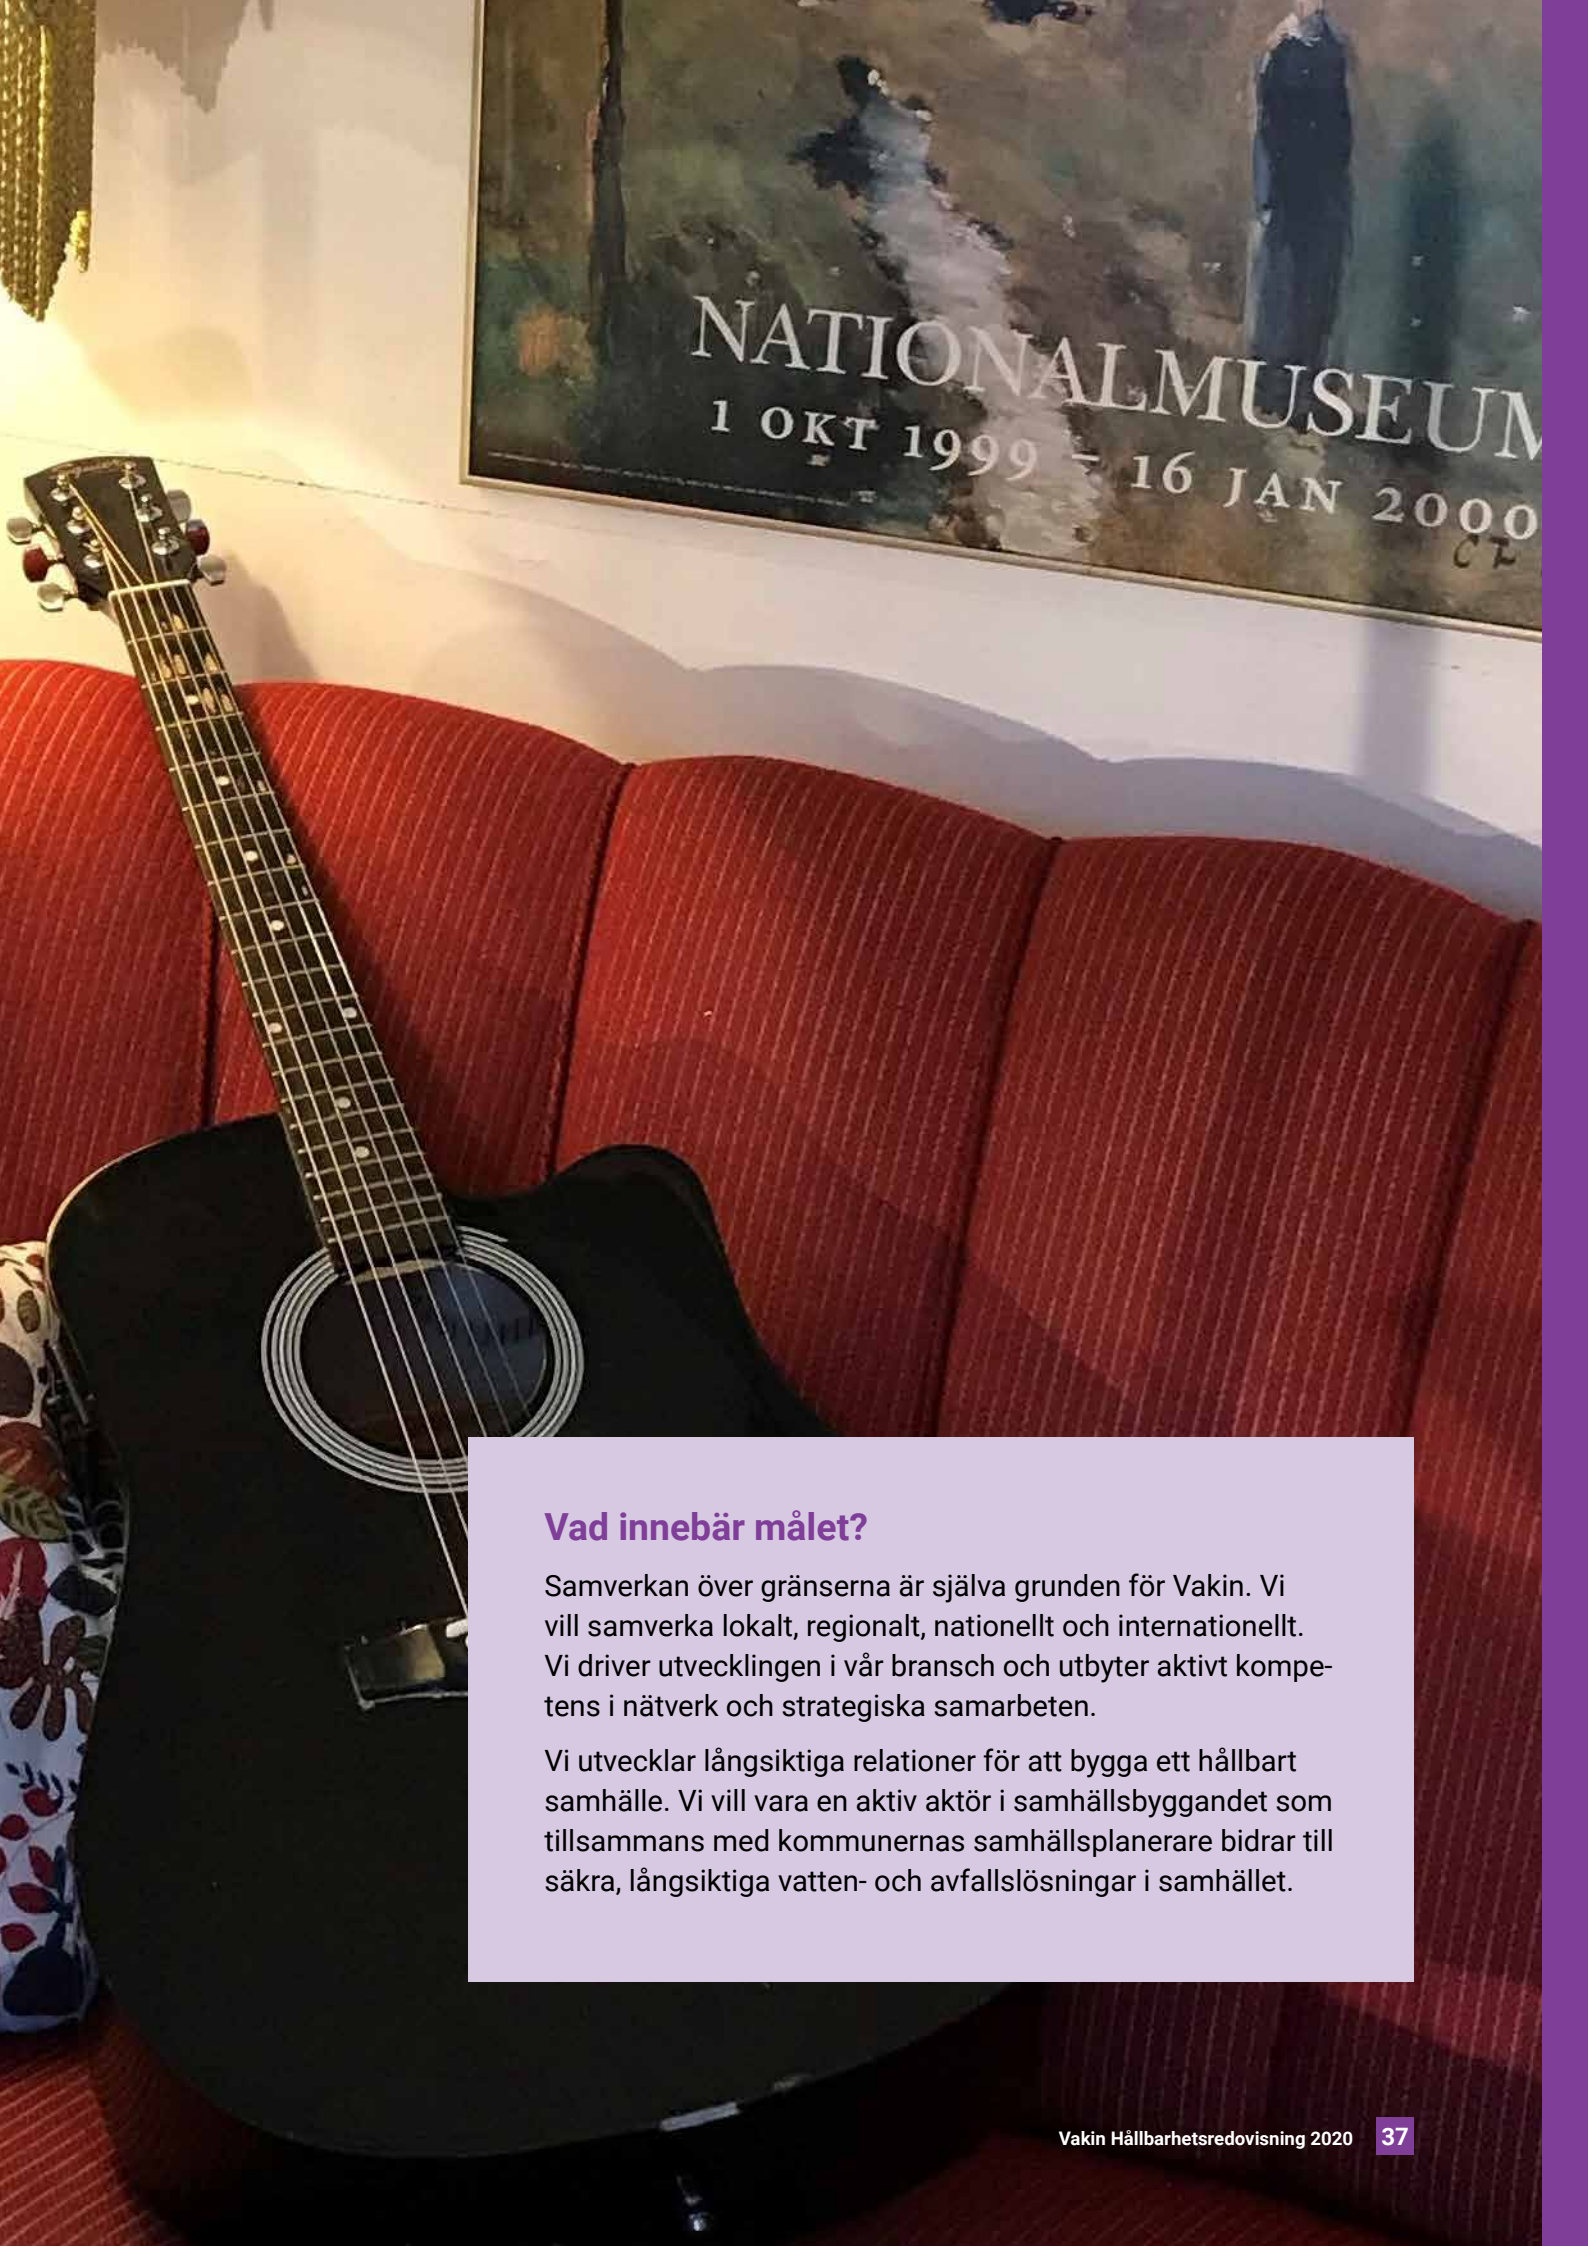 NATIONALMUSEUM
1 OKT 1999 – 16 JAN 2000
Vad innebär målet?
Samverkan över gränserna är själva grunden för Vakin. Vi
vill samverka lokalt, regionalt, nationellt och internationellt.
Vi driver utvecklingen i vår bransch och utbyter aktivt kompe-
tens i nätverk och strategiska samarbeten.
Vi utvecklar långsiktiga relationer för att bygga ett hållbart
samhälle. Vi vill vara en aktiv aktör i samhällsbyggandet som
tillsammans med kommunernas samhällsplanerare bidrar till
säkra, långsiktiga vatten- och avfallslösningar i samhället.
Vakin Hållbarhetsredovisning 2020 37